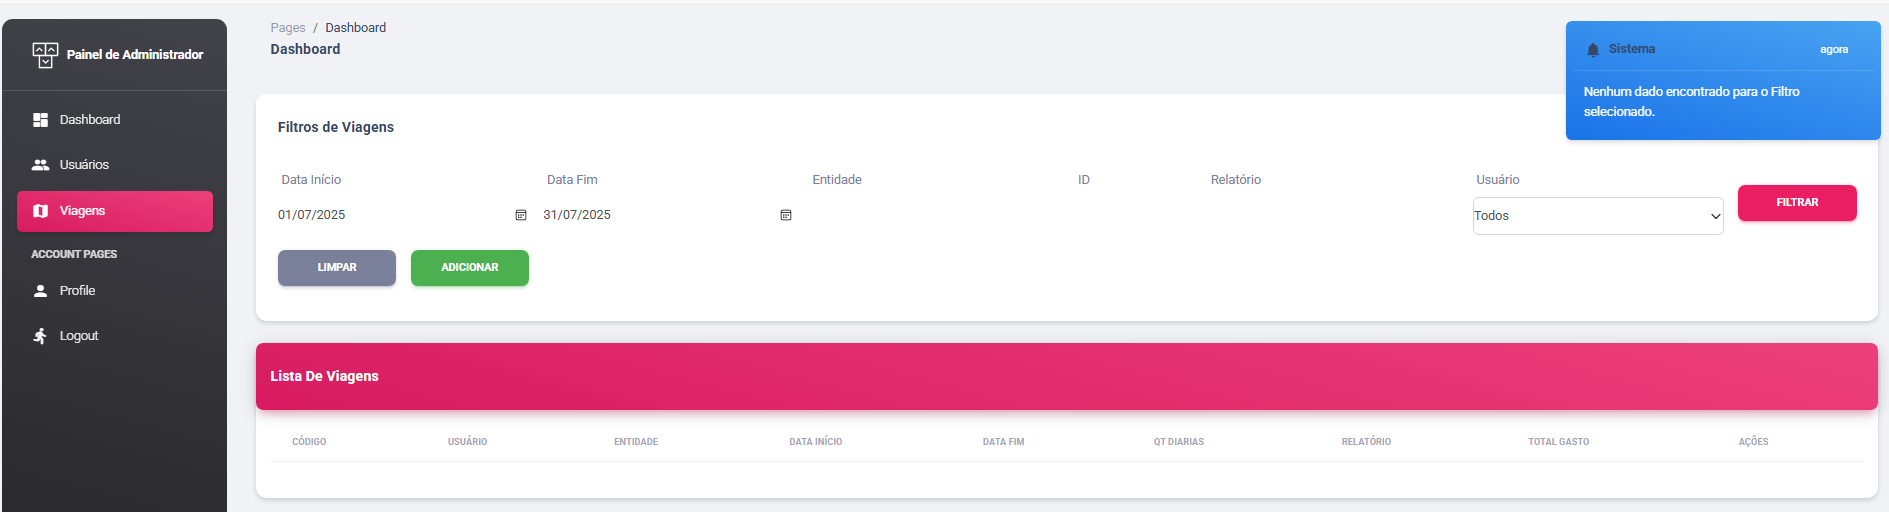 Painel de Administrador
Dashboard
Usuários
Viagens
ACCOUNT PAGES
Profile
Logout
Pages / Dashboard
Dashboard
Sistema agora
Nenhum dado encontrado para o Filtro
selecionado.
Filtros de Viagens
Data Início Data Fim Entidade ID Relatório Usuário
01/07/2025 31/07/2025 Todos FILTRAR
LIMPAR ADICIONAR
Lista De Viagens
CÓDIGO USUÁRIO ENTIDADE DATA INÍCIO DATA FIM QT DIARIAS RELATÓRIO TOTAL GASTO AÇÕES